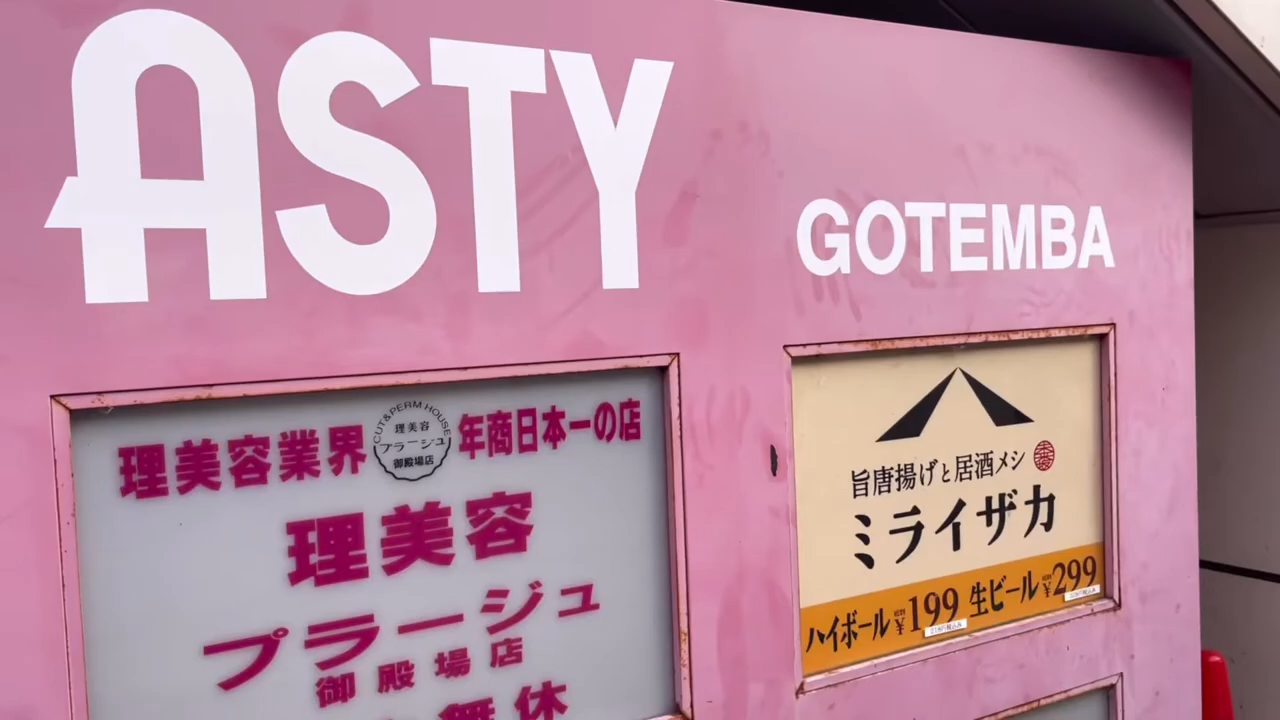 ASTY
GOTEMBA
理美容業界
CUT&PERM HOUSE
理美容
プラージュ
御殿場店
年商日本一の店
理美容
プラージュ
御殿場店
無休
旨唐揚げと居酒メシ
ミライザカ
ハイボール ¥199 生ビール ¥299